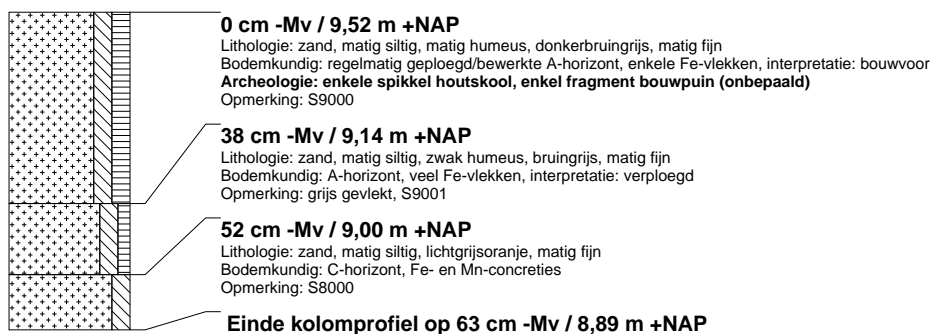 0 cm -Mv / 9,52 m +NAP
Lithologie: zand, matig siltig, matig humeus, donkerbruingrijs, matig fijn
Bodemkundig: regelmatig geploegd/bewerkte A-horizont, enkele Fe-vlekken, interpretatie: bouwvoor
Archeologie: enkele spikkel houtskool, enkel fragment bouwpuin (onbepaald)
Opmerking: S9000
38 cm -Mv / 9,14 m +NAP
Lithologie: zand, matig siltig, zwak humeus, bruingrijs, matig fijn
Bodemkundig: A-horizont, veel Fe-vlekken, interpretatie: verploegd
Opmerking: grijs gevlekt, S9001
52 cm -Mv / 9,00 m +NAP
Lithologie: zand, matig siltig, lichtgrijsoranje, matig fijn
Bodemkundig: C-horizont, Fe- en Mn-concreties
Opmerking: S8000
Einde kolomprofiel op 63 cm -Mv / 8,89 m +NAP